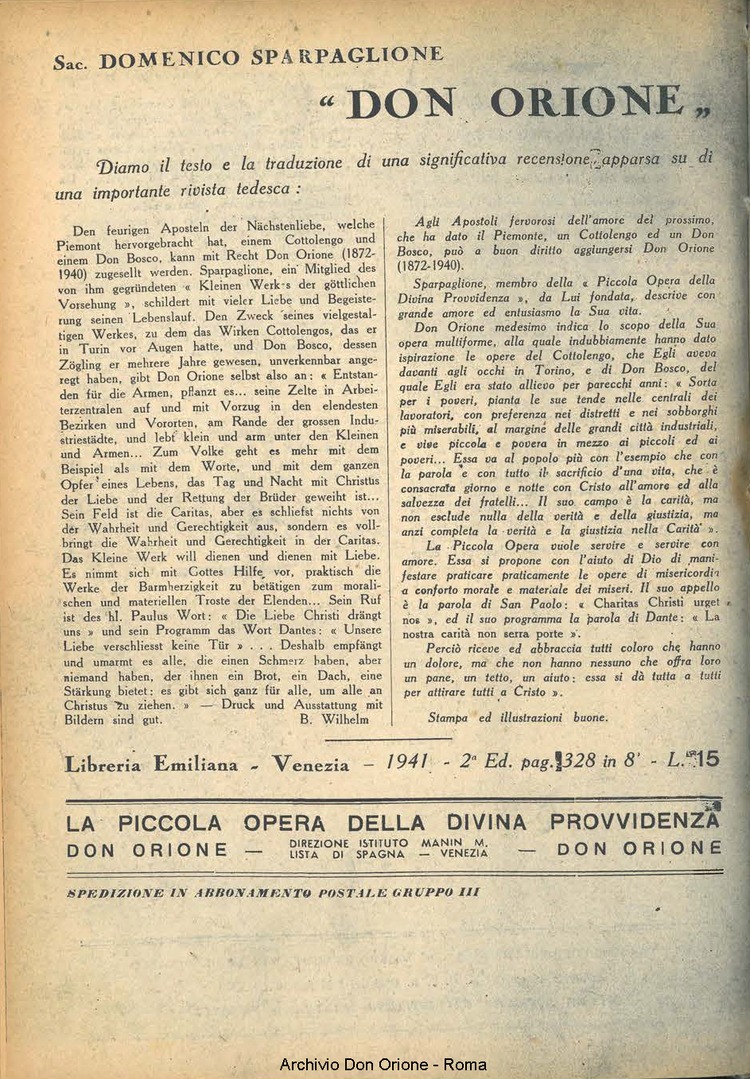 Sac. DOMENICO SPARPAGLIONE
“ DON ORIONE „
Diamo il testo e la traduzione di una significativa recensione, apparsa su di
una importante rivista tedesca :
Den feurigen Aposteln der Nächstenliebe, welche
Piemont hervorgebracht hat, einem Cottolengo und
einem Don Bosco, kann mit Recht Don Orione (1872-
1940) zugesellt werden. Sparpaglione, ein Mitglied des
von ihm gegründeten « Kleinen Werk·s der göttlichen
Vorsehung », schildert mit vieler Liebe und Begeiste-
rung seinen Lebenslauf. Den Zweck seines vielgestal-
tigen Werkes, zu dem das Wirken Cottolengos, das er
in Turin vor Augen hatte, und Don Bosco, dessen
Zögling er mehrere Jahre gewesen, unverkennbar ange-
regt haben, gibt Don Orione selbst also an : « Entstan-
den für die Armen, pflanzt es... seine Zelte in Arbei-
terzentralen auf und mit Vorzug in den elendesten
Bezirken und Vororten, am Rande der grossen Indu-
striestädte, und lebt klein und arm unter den Kleinen
und Armen... Zum Volke geht es mehr mit dem
Beispiel als mit dem Worte, und mit dem ganzen
Opfer eines Lebens, das Tag und Nacht mit Christus
der Liebe und der Rettung der Brüder geweiht ist...
Sein Feld ist die Caritas, aber es schliefst nichts von
der Wahrheit und Gerechtigkeit aus, sondern es voll-
bringt die Wahrheit und Gerechtigkeit in der Caritas.
Das Kleine Werk will dienen und dienen mit Liebe.
Es nimmt sich mit Gottes Hilfe vor, praktisch die
Werke der Barmherzigkeit zu betätigen zum morali-
schen und materiellen Troste der Elenden... Sein Ruf
ist des hl. Paulus Wort : « Die Liebe Christi drängt
uns » und sein Programm das Wort Dantes : « Unsere
Liebe verschliesst keine Tür » . . . Deshalb empfängt
und umarmt es alle, die einen Schmerz haben, aber
niemand haben, der ihnen ein Brot, ein Dach, eine
Stärkung bietet : es gibt sich ganz für alle, um alle an
Christus zu ziehen. » — Druck und Ausstattung mit
Bildern sind gut. B. Wilhelm
Agli Apostoli fervorosi dell'amore del prossimo,
che ha dato il Piemonte, un Cottolengo ed un Don
Bosco, può a buon diritto aggiungersi Don Orione
(1872-1940).
Sparpaglione, membro della « Piccola Opera della
Divina Provvidenza », da Lui fondata, descrive con
grande amore ed entusiasmo la Sua vita.
Don Orione medesimo indica lo scopo della Sua
opera multiforme, alla quale indubbiamente hanno dato
ispirazione le opere del Cottolengo, che Egli aveva
davanti agli occhi in Torino, e di Don Bosco, del
quale Egli era stato allievo per parecchi anni : « Sorta
per i poveri, pianta le sue tende nelle centrali dei
lavoratori, con preferenza nei distretti e nei sobborghi
più miserabili, al margine delle grandi città industriali,
e vive piccola e povera in mezzo ai piccoli ed ai
poveri... Essa va al popolo più con l'esempio che con
la parola e con tutto il sacrificio d'una vita, che è
consacrata giorno e notte con Cristo all'amore ed alla
salvezza dei fratelli... Il suo campo è la carità, ma
non esclude nulla della verità e della giustizia, ma
anzi completa la verità e la giustizia nella Carità ».
La Piccola Opera vuole servire e servire con
amore. Essa si propone con l'aiuto di Dio di mani-
festare praticare praticamente le opere di misericordia
a conforto morale e materiale dei miseri. Il suo appello
è la parola di San Paolo : « Charitas Christi urget
nos », ed il suo programma la parola di Dante : « La
nostra carità non serra porte ».
Perciò riceve ed abbraccia tutti coloro che hanno
un dolore, ma che non hanno nessuno che offra loro
un pane, un tetto, un aiuto : essa si dà tutta a tutti
per attirare tutti a Cristo ».
Stampa ed illustrazioni buone.
Libreria Emiliana - Venezia - 1941 - 2ª Ed. pag. 328 in 8' - L. 15
LA PICCOLA OPERA DELLA DIVINA PROVVIDENZA
DON ORIONE — DIREZIONE ISTITUTO MANIN M. LISTA DI SPAGNA - VENEZIA — DON ORIONE
SPEDIZIONE IN ABBONAMENTO POSTALE GRUPPO III
Archivio Don Orione - Roma